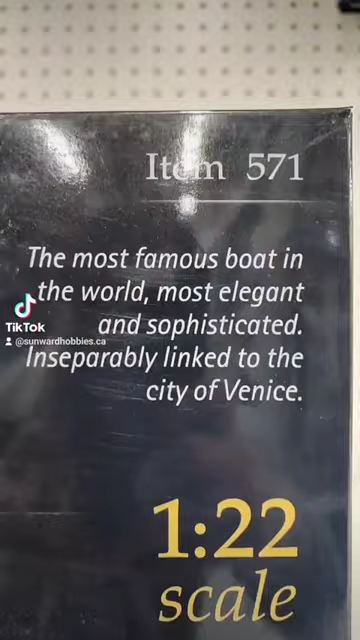 Item 571
The most famous boat in
the world, most elegant
and sophisticated.
Inseparably linked to the
city of Venice.
TikTok
@sunwardhobbies.ca
1:22
scale